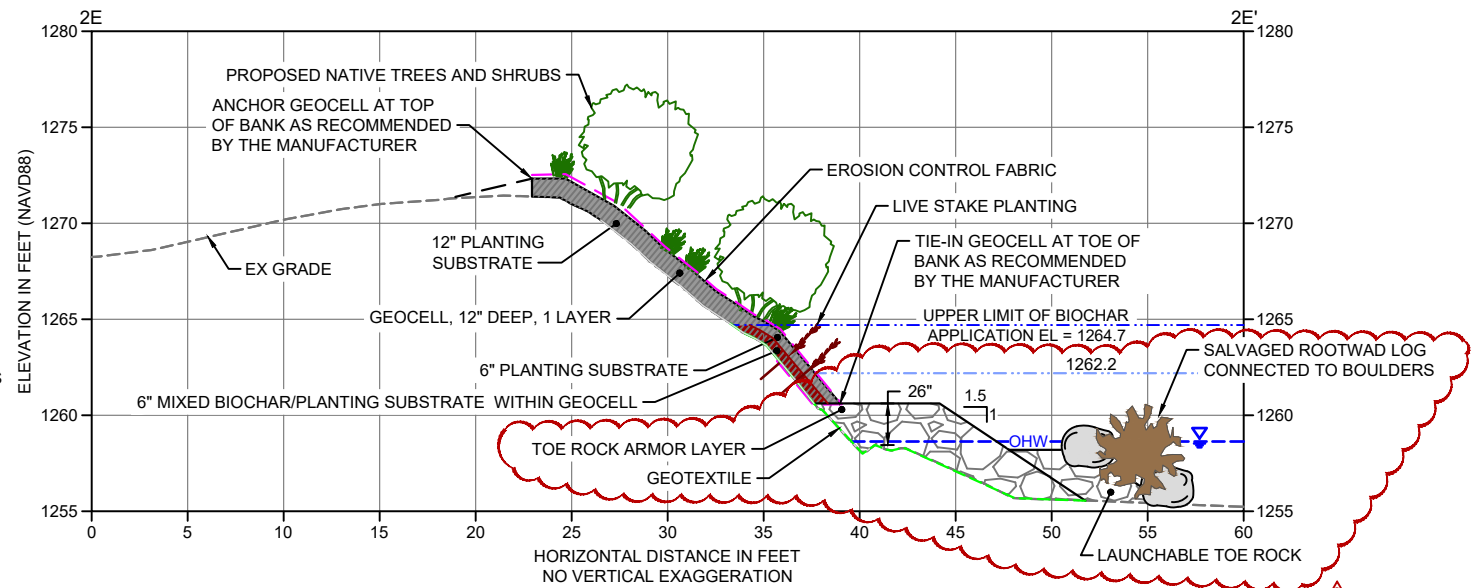 2E
2E'
1280
1280
PROPOSED NATIVE TREES AND SHRUBS
ANCHOR GEOCELL AT TOP
OF BANK AS RECOMMENDED
BY THE MANUFACTURER
1275
1275
EROSION CONTROL FABRIC
LIVE STAKE PLANTING
1270
1270
12" PLANTING
SUBSTRATE
TIE-IN GEOCELL AT TOE OF
BANK AS RECOMMENDED
BY THE MANUFACTURER
EX GRADE
ELEVATION IN FEET (NAVD88)
GEOCELL, 12" DEEP, 1 LAYER
UPPER LIMIT OF BIOCHAR
APPLICATION EL = 1264.7
1265
1265
SALVAGED ROOTWAD LOG
CONNECTED TO BOULDERS
1262.2
6" PLANTING SUBSTRATE
6" MIXED BIOCHAR/PLANTING SUBSTRATE WITHIN GEOCELL
26"
1.5
1
1260
1260
TOE ROCK ARMOR LAYER
OHW
GEOTEXTILE
1255
1255
0
5
10
15
20
25
30
35
40
45
50
55
60
HORIZONTAL DISTANCE IN FEET
NO VERTICAL EXAGGERATION
LAUNCHABLE TOE ROCK